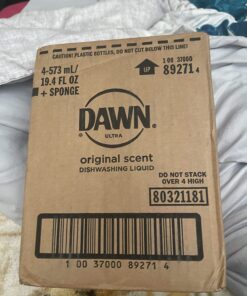 CAUTION! PLASTIC BOTTLES, DO NOT CUT BELOW THIS LINE!
4-573 mL/
19.4 FL OZ
+ SPONGE
UP
1 00 37000
89271 4
DAWN
ULTRA
original scent
DISHWASHING LIQUID
DO NOT STACK
OVER 4 HIGH
80321181
1 00 37000 89271 4